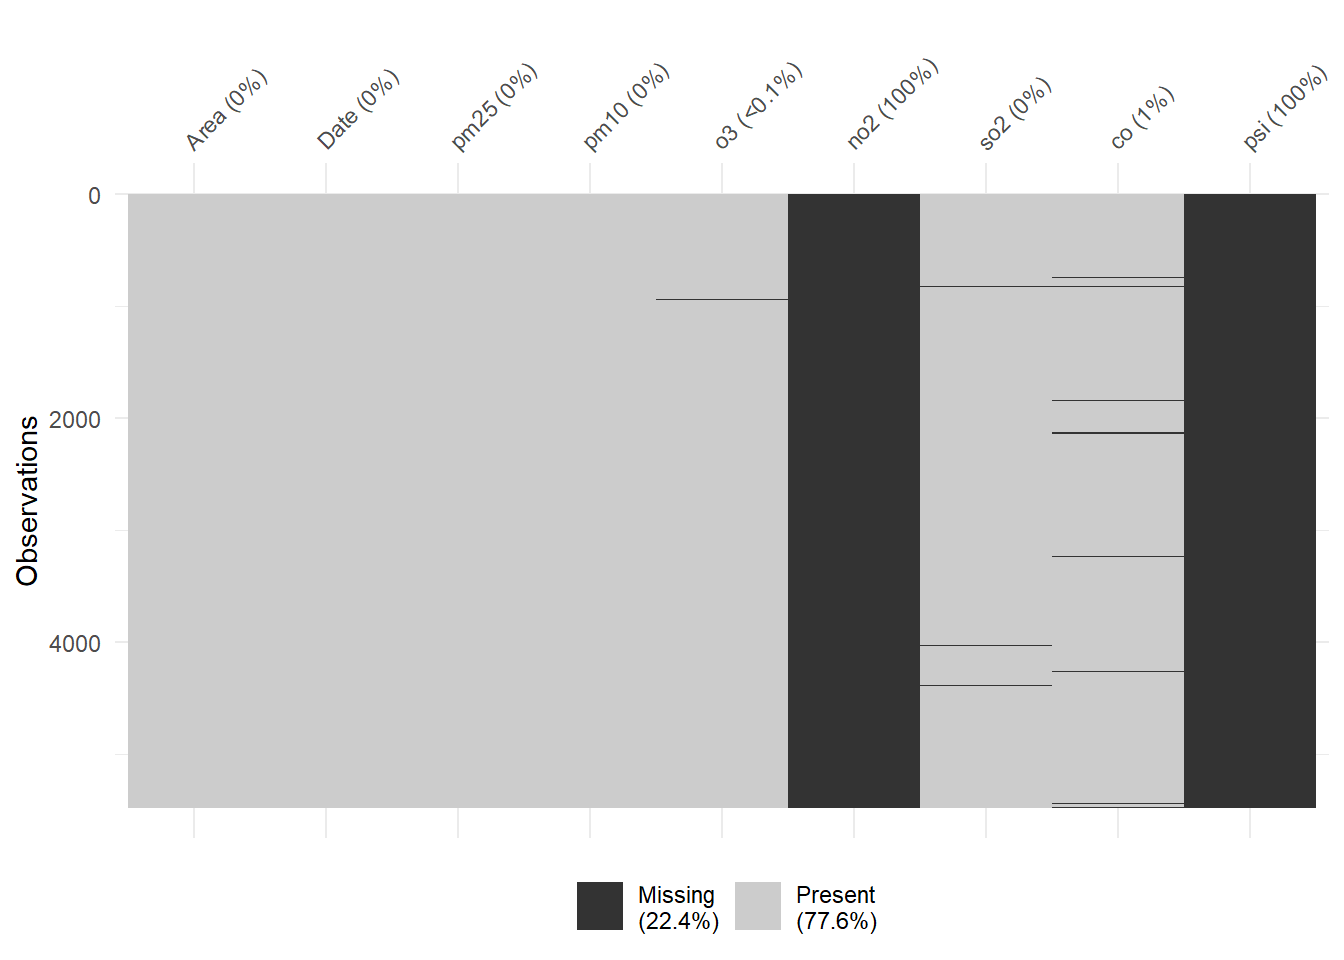 Area (0%)
Date (0%)
pm25 (0%)
pm10 (0%)
o3 (<0.1%)
no2 (100%)
so2 (0%)
co (1%)
psi (100%)
0
2000
4000
Observations
Missing
(22.4%)
Present
(77.6%)